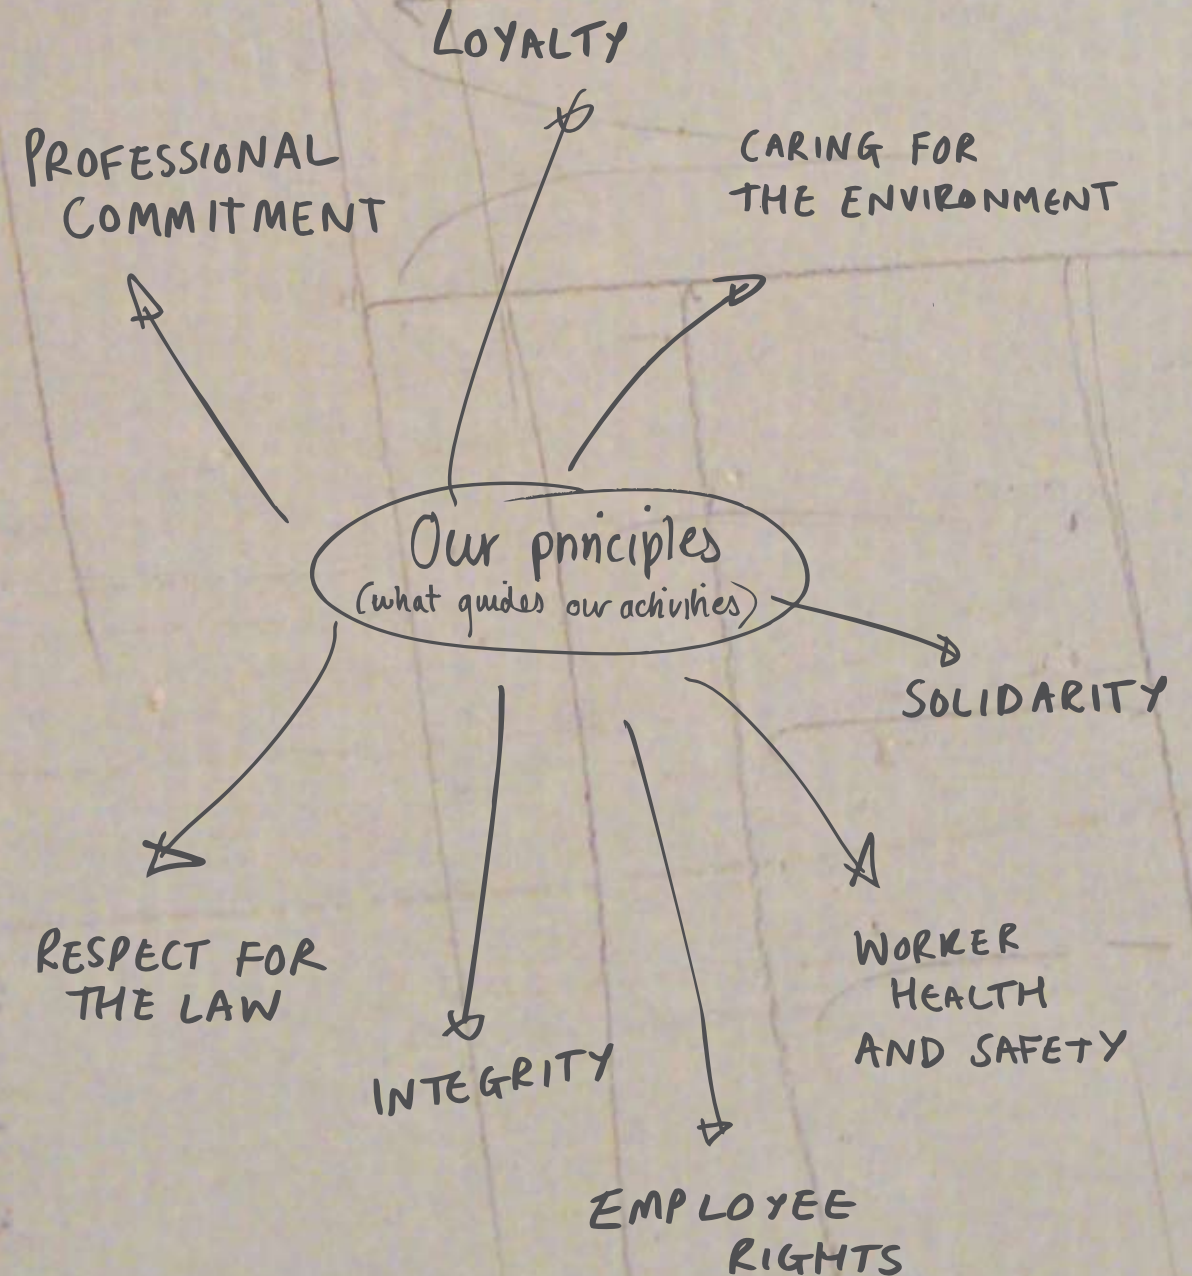 LOYALTY
PROFESSIONAL
COMMITMENT
CARING FOR
THE ENVIRONMENT
Our principles
(what guides our activities)
SOLIDARITY
RESPECT FOR
THE LAW
WORKER
HEALTH
AND SAFETY
INTEGRITY
EMPLOYEE
RIGHTS